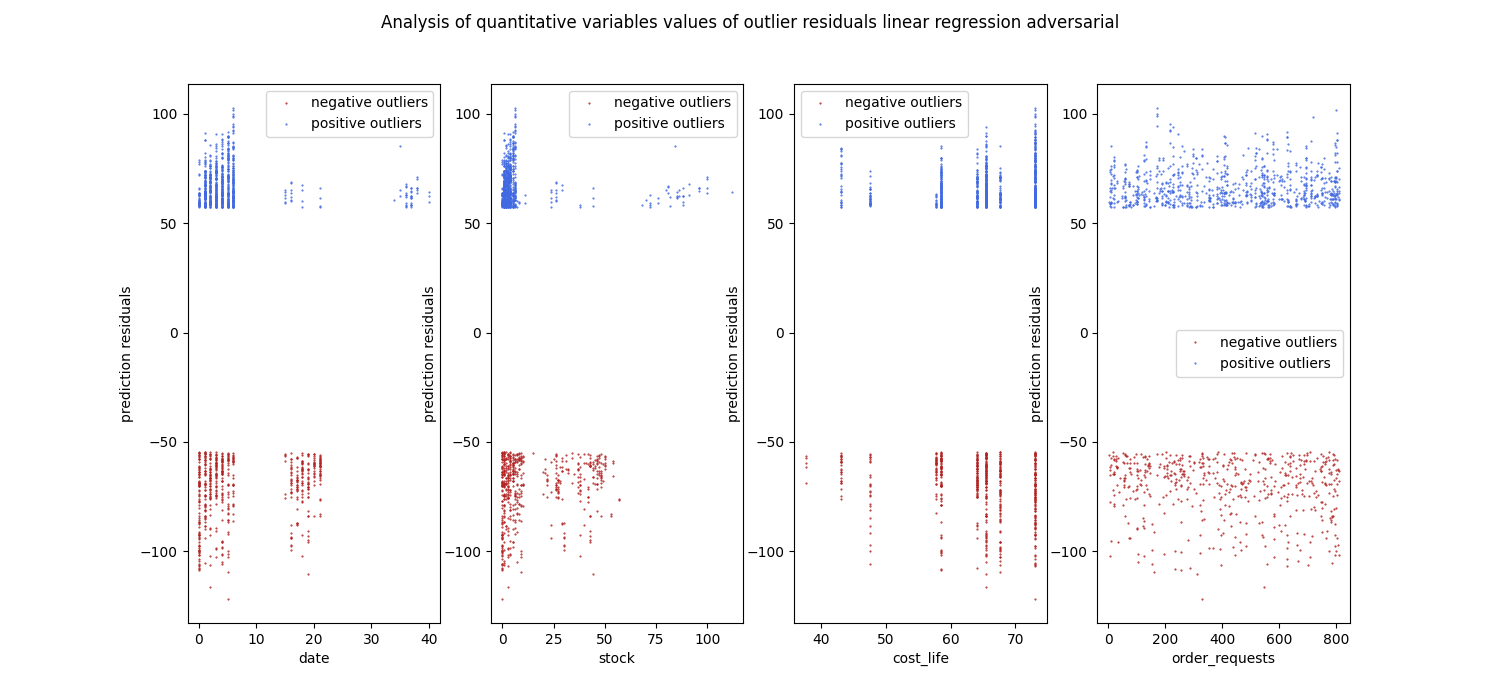 Analysis of quantitative variables values of outlier residuals linear regression adversarial
negative outliers
positive outliers
prediction residuals
100
50
0
−50
−100
0
10
20
30
40
date
negative outliers
positive outliers
prediction residuals
100
50
0
−50
−100
0
25
50
75
100
stock
negative outliers
positive outliers
prediction residuals
100
50
0
−50
−100
40
50
60
70
cost_life
negative outliers
positive outliers
prediction residuals
100
50
0
−50
−100
0
200
400
600
800
order_requests